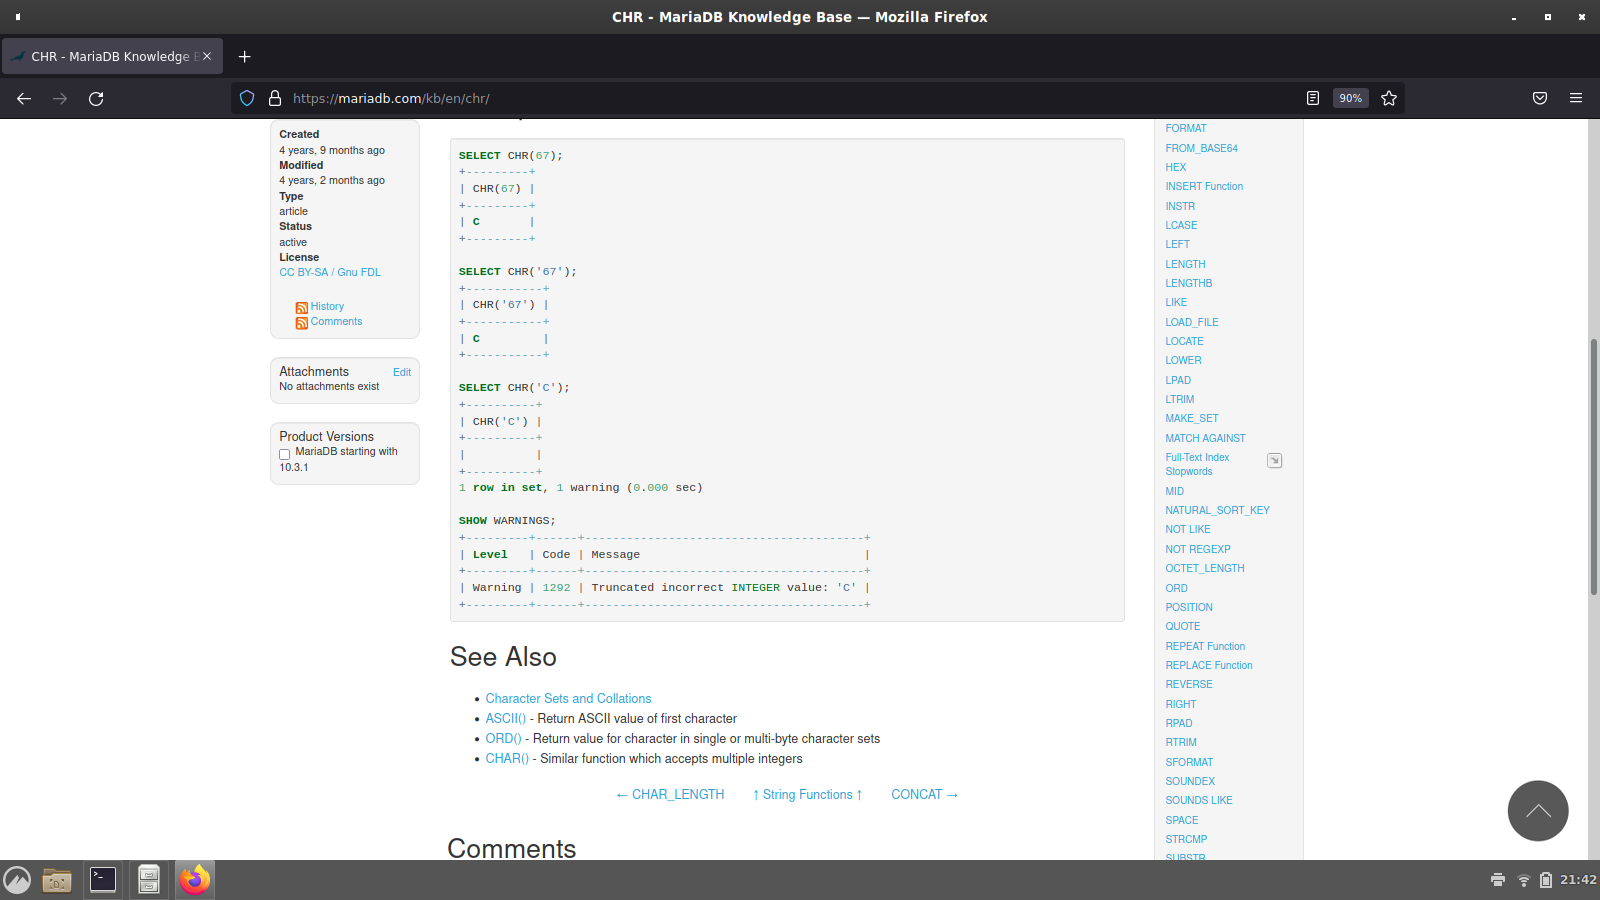 CHR - MariaDB Knowledge Base — Mozilla Firefox
CHR - MariaDB Knowledge
https://mariadb.com/kb/en/chr/
90%
Created
4 years, 9 months ago
Modified
4 years, 2 months ago
Type
article
Status
active
License
CC BY-SA / Gnu FDL
History
Comments
Attachments
Edit
No attachments exist
Product Versions
MariaDB starting with
10.3.1
SELECT CHR(67);
+---------+
| CHR(67) |
+---------+
| C       |
+---------+
SELECT CHR('67');
+-----------+
| CHR('67') |
+-----------+
| C         |
+-----------+
SELECT CHR('C');
+----------+
| CHR('C') |
+----------+
|          |
+----------+
1 row in set, 1 warning (0.000 sec)
SHOW WARNINGS;
+---------+------+----------------------------------------+
| Level   | Code | Message                                |
+---------+------+----------------------------------------+
| Warning | 1292 | Truncated incorrect INTEGER value: 'C' |
+---------+------+----------------------------------------+
See Also
• Character Sets and Collations
• ASCII() - Return ASCII value of first character
• ORD() - Return value for character in single or multi-byte character sets
• CHAR() - Similar function which accepts multiple integers
← CHAR_LENGTH ↑ String Functions ↑ CONCAT →
Comments
FORMAT
FROM_BASE64
HEX
INSERT Function
INSTR
LCASE
LEFT
LENGTH
LENGTHB
LIKE
LOAD_FILE
LOCATE
LOWER
LPAD
LTRIM
MAKE_SET
MATCH AGAINST
Full-Text Index
Stopwords
MID
NATURAL_SORT_KEY
NOT LIKE
NOT REGEXP
OCTET_LENGTH
ORD
POSITION
QUOTE
REPEAT Function
REPLACE Function
REVERSE
RIGHT
RPAD
RTRIM
SFORMAT
SOUNDEX
SOUNDS LIKE
SPACE
STRCMP
SUBSTR
21:42